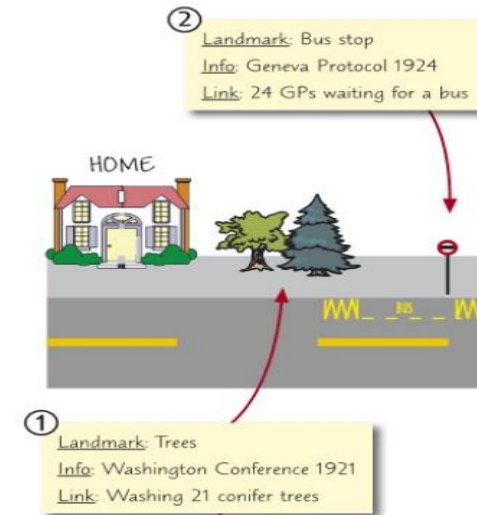 2
Landmark: Bus stop
Info: Geneva Protocol 1924
Link: 24 GPs waiting for a bus
HOME
BUS
1
Landmark: Trees
Info: Washington Conference 1921
Link: Washing 21 conifer trees